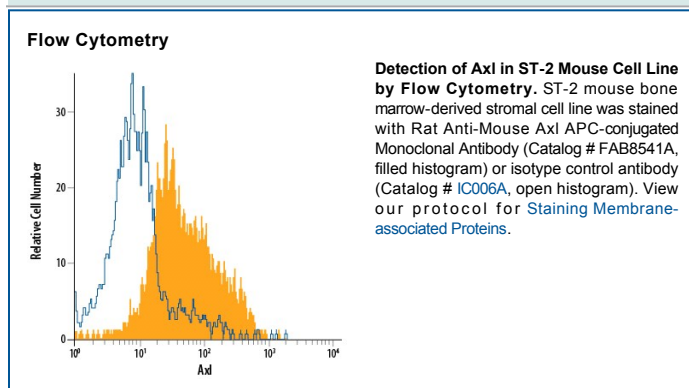 Flow Cytometry
Detection of Axl in ST-2 Mouse Cell Line
by Flow Cytometry. ST-2 mouse bone
marrow-derived stromal cell line was stained
with Rat Anti-Mouse Axl APC-conjugated
Monoclonal Antibody (Catalog # FAB8541A,
filled histogram) or isotype control antibody
(Catalog # IC006A, open histogram). View
our protocol for Staining Membrane-
associated Proteins.
Relative Cell Number
30
20
10
0
10⁰ 10¹ 10² 10³ 10⁴
Axl